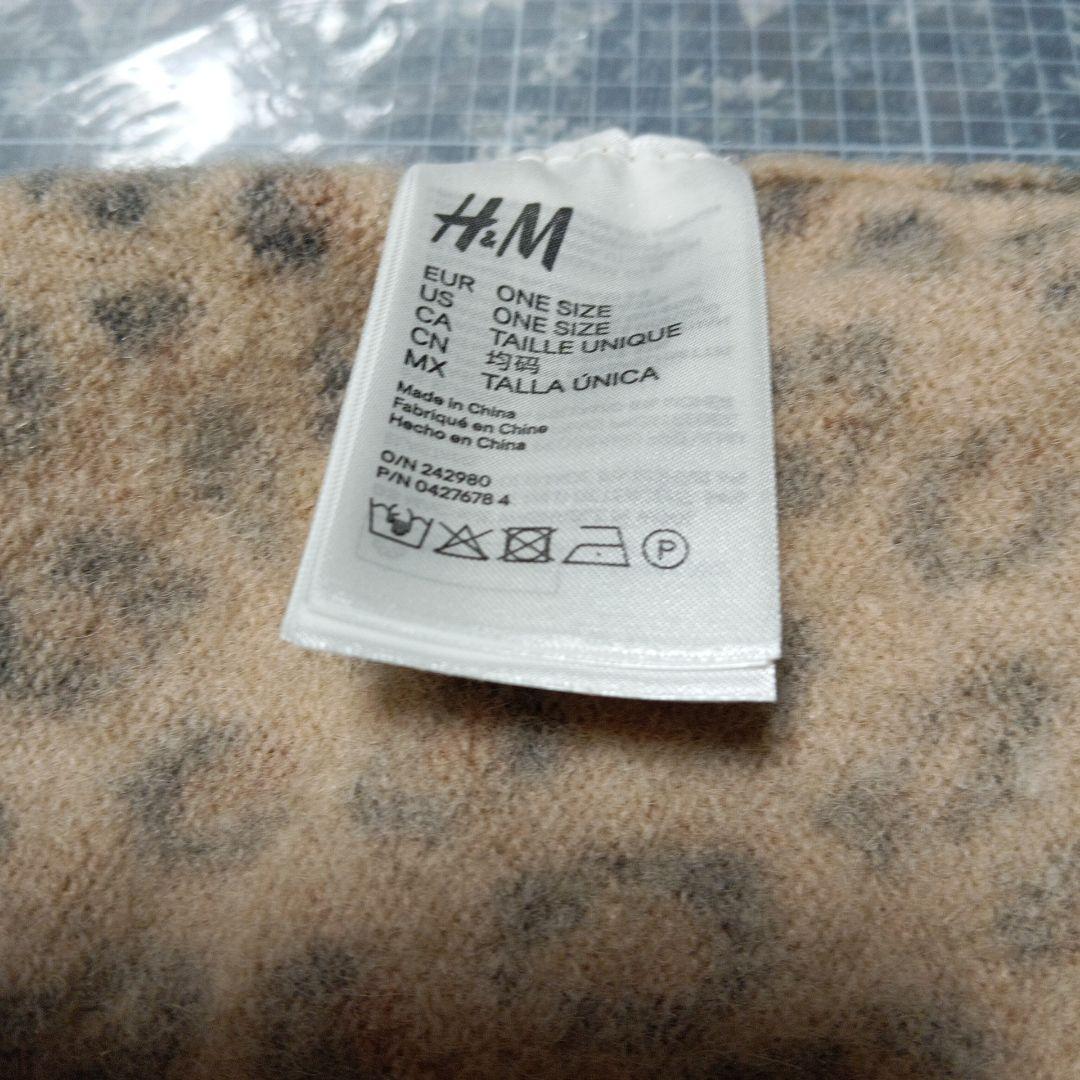 H&M
EUR ONE SIZE
US ONE SIZE
CA TAILLE UNIQUE
CN 均码
MX TALLA ÚNICA
Made in China
Fabriqué en Chine
Hecho en China
O/N 242980
P/N 0427678 4
P